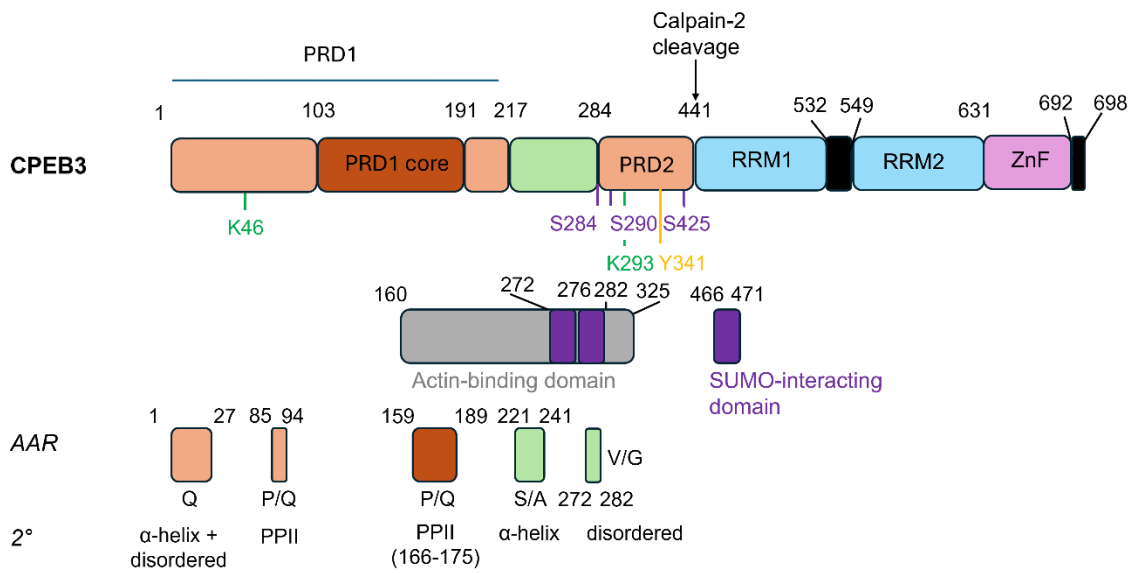 Calpain-2
cleavage
PRD1
1 103 191 217 284 441 532 549 631 692 698
CPEB3 PRD1 core PRD2 RRM1 RRM2 ZnF
K46 S284 S290 S425
K293 Y341
160 272 276 282 325 466 471
Actin-binding domain SUMO-interacting
domain
1 27 85 94 159 189 221 241
AAR V/G
Q P/Q P/Q S/A 272 282
2° α-helix + PPII PPII α-helix disordered
disordered (166-175)